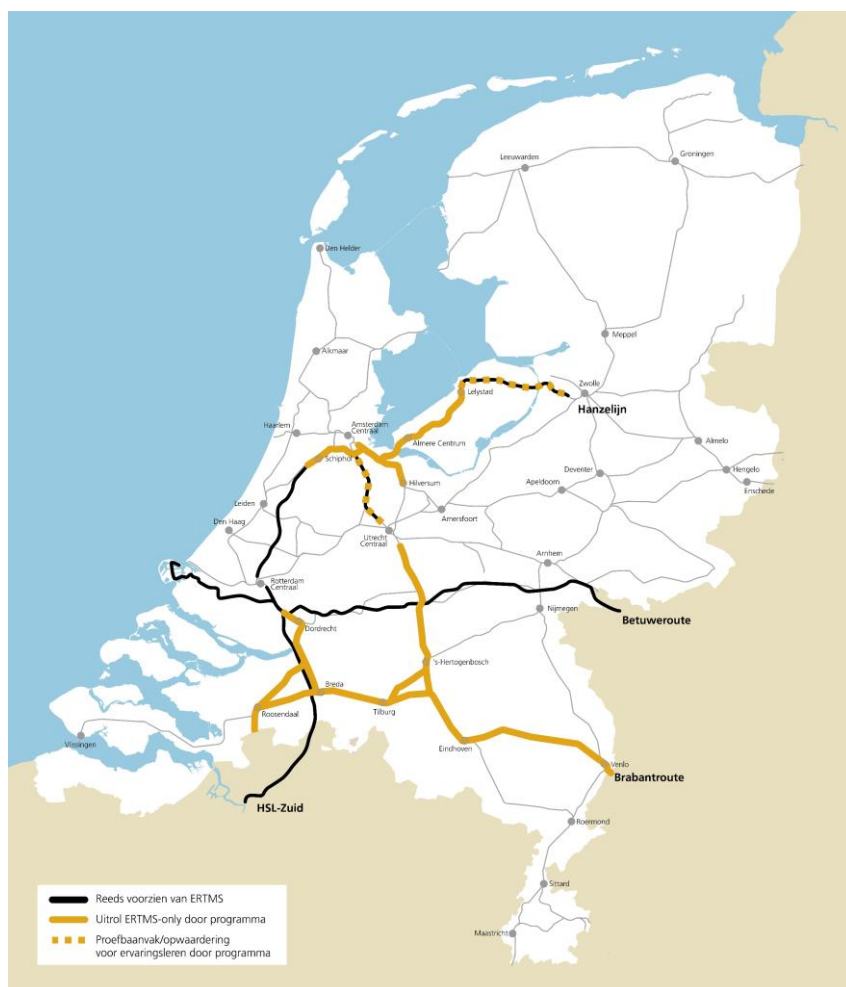 Leeuwarden
Groningen
Den Helder
Meppel
Alkmaar
Zwolle
Lelystad
Hanzelijn
Haarlem
Amsterdam
Centraal
Almere Centrum
Almelo
Schiphol
Hengelo
Deventer
Hilversum
Apeldoorn
Enschede
Leiden
Amersfoort
Den Haag
Utrecht
Centraal
Arnhem
Rotterdam
Centraal
Nijmegen
Betuweroute
Dordrecht
's-Hertogenbosch
Breda
Tilburg
Roosendaal
Vlissingen
Eindhoven
Venlo
Brabantroute
HSL-Zuid
Roermond
Sittard
Maastricht
Reeds voorzien van ERTMS
Uitrol ERTMS-only door programma
Proefbaanvak/opwaardering
voor ervaringsleren door programma